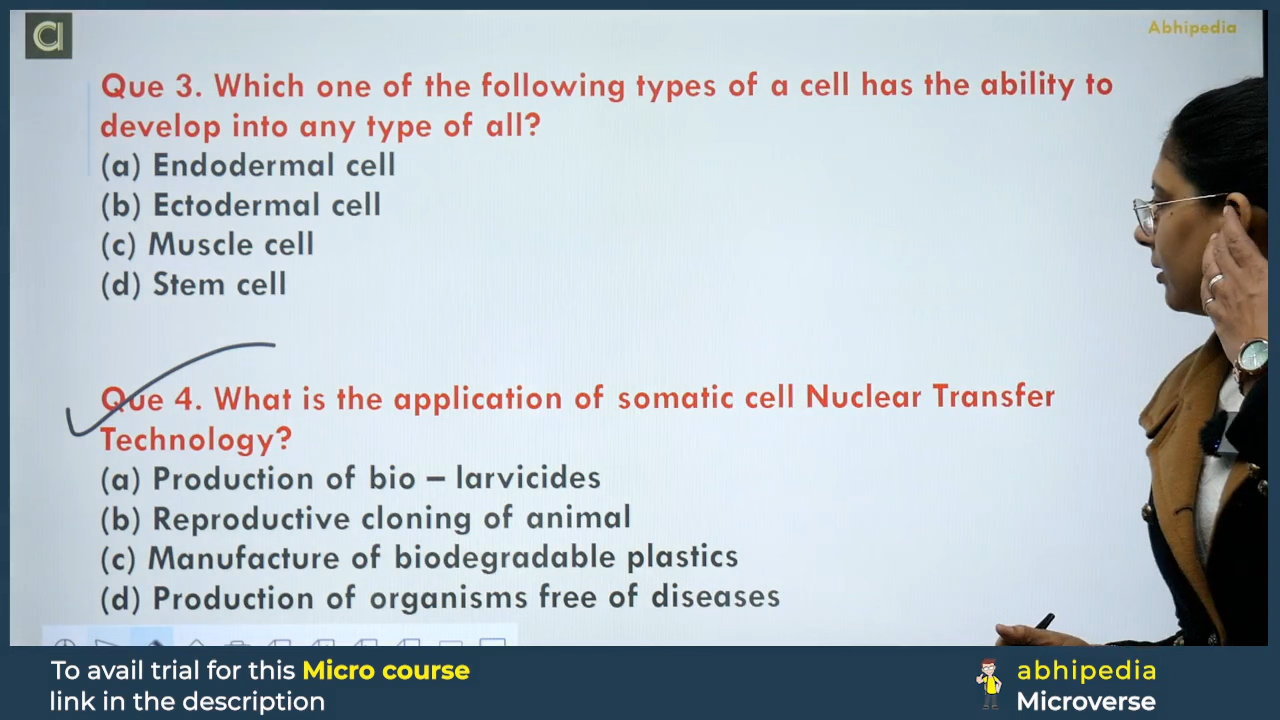 Abhipedia
Que 3. Which one of the following types of a cell has the ability to
develop into any type of all?
(a) Endodermal cell
(b) Ectodermal cell
(c) Muscle cell
(d) Stem cell
Que 4. What is the application of somatic cell Nuclear Transfer
Technology?
(a) Production of bio – larvicides
(b) Reproductive cloning of animal
(c) Manufacture of biodegradable plastics
(d) Production of organisms free of diseases
To avail trial for this Micro course
link in the description
abhipedia
Microverse